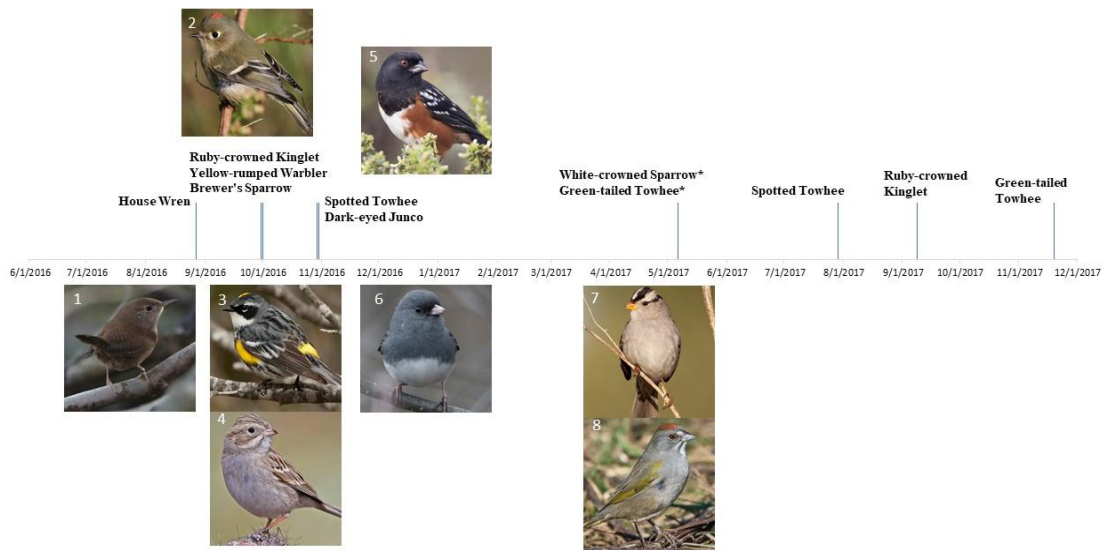 2
5
Ruby-crowned Kinglet
Yellow-rumped Warbler
Brewer's Sparrow
House Wren
Spotted Towhee
Dark-eyed Junco
White-crowned Sparrow*
Green-tailed Towhee*
Spotted Towhee
Ruby-crowned
Kinglet
Green-tailed
Towhee
6/1/2016 7/1/2016 8/1/2016 9/1/2016 10/1/2016 11/1/2016 12/1/2016 1/1/2017 2/1/2017 3/1/2017 4/1/2017 5/1/2017 6/1/2017 7/1/2017 8/1/2017 9/1/2017 10/1/2017 11/1/2017 12/1/2017
1
3
6
7
4
8